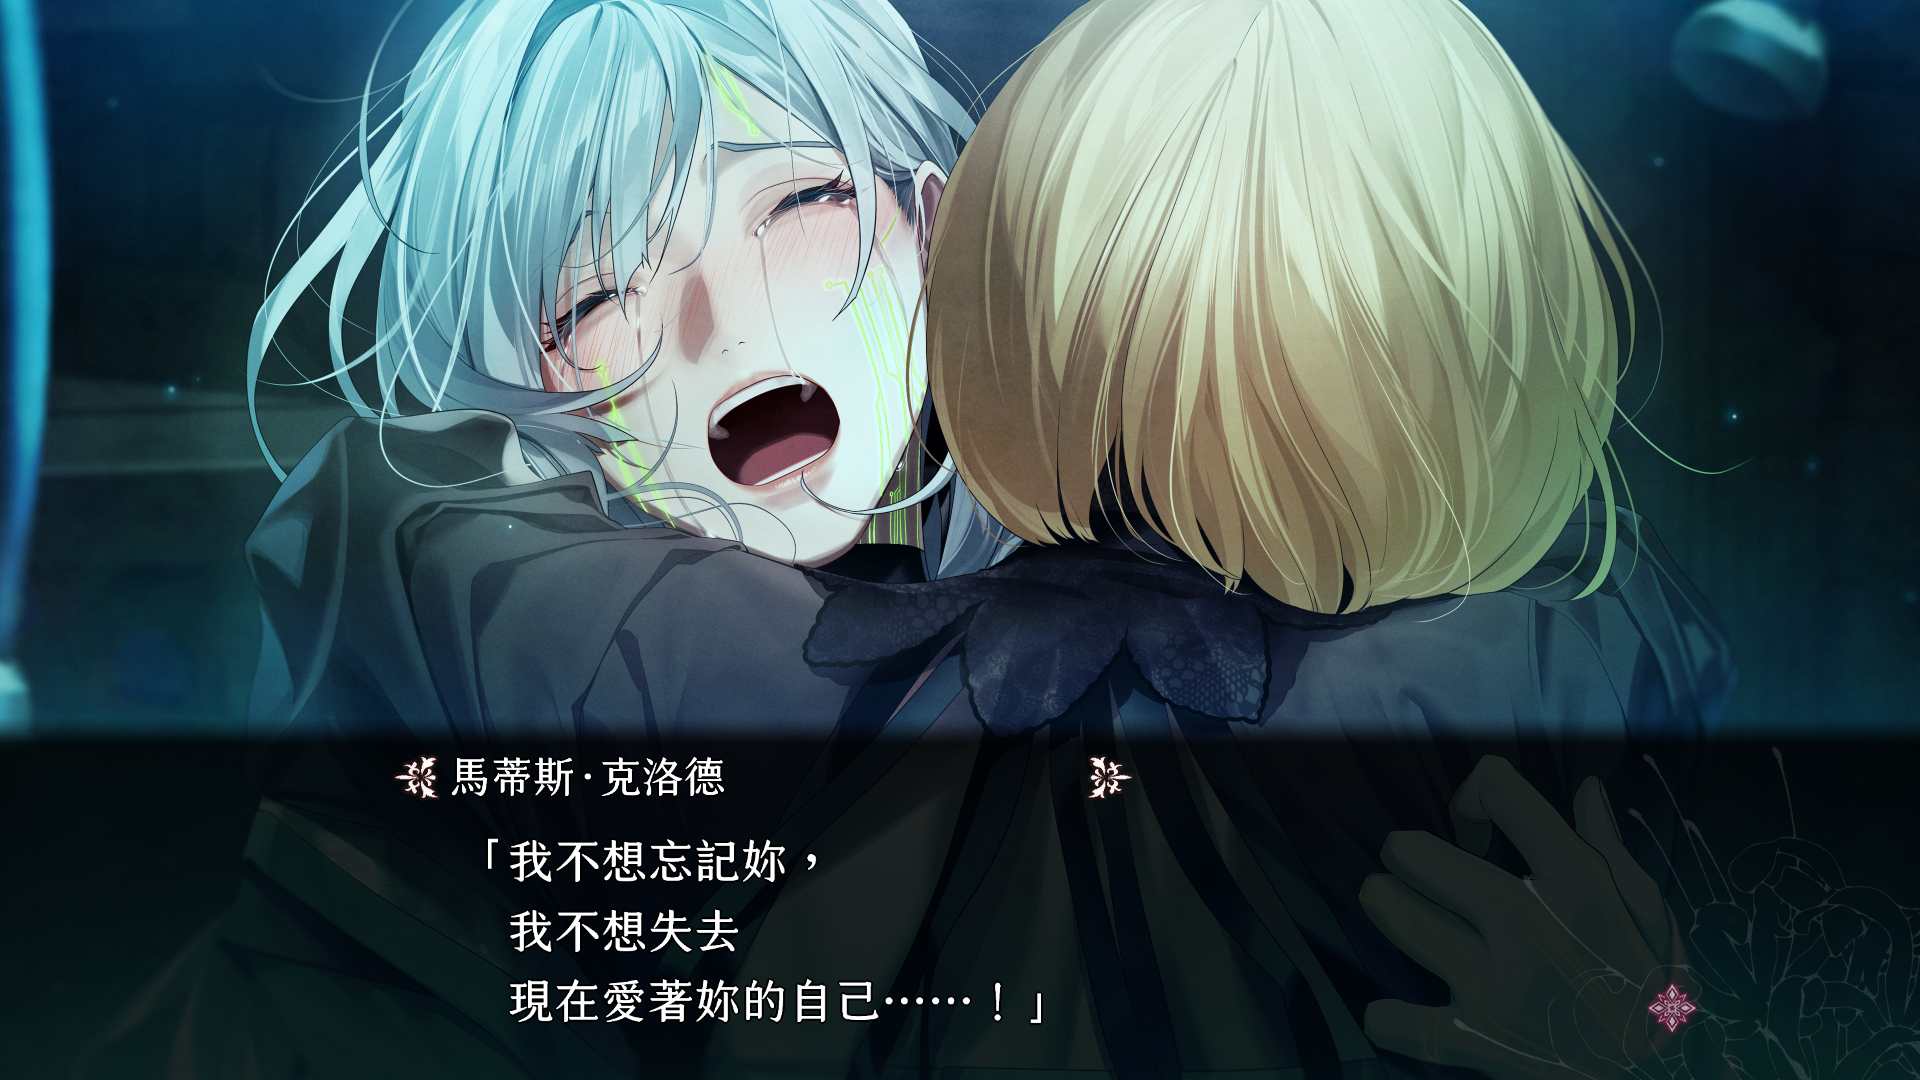 馬蒂斯·克洛德
「我不想忘記妳，
我不想失去
現在愛著妳的自己……！」